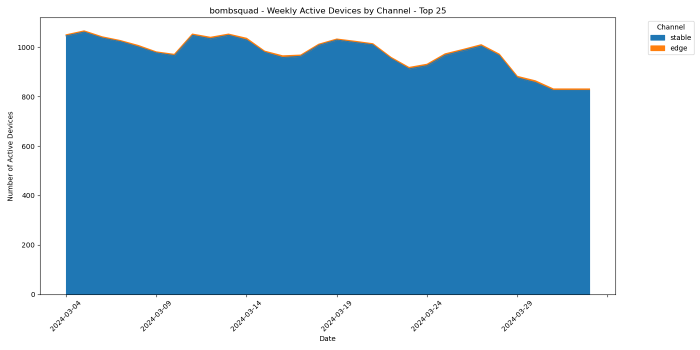 bombsquad - Weekly Active Devices by Channel - Top 25
Channel
stable
edge
Number of Active Devices
1000
800
600
400
200
0
2024-03-04
2024-03-09
2024-03-14
2024-03-19
2024-03-24
2024-03-29
Date